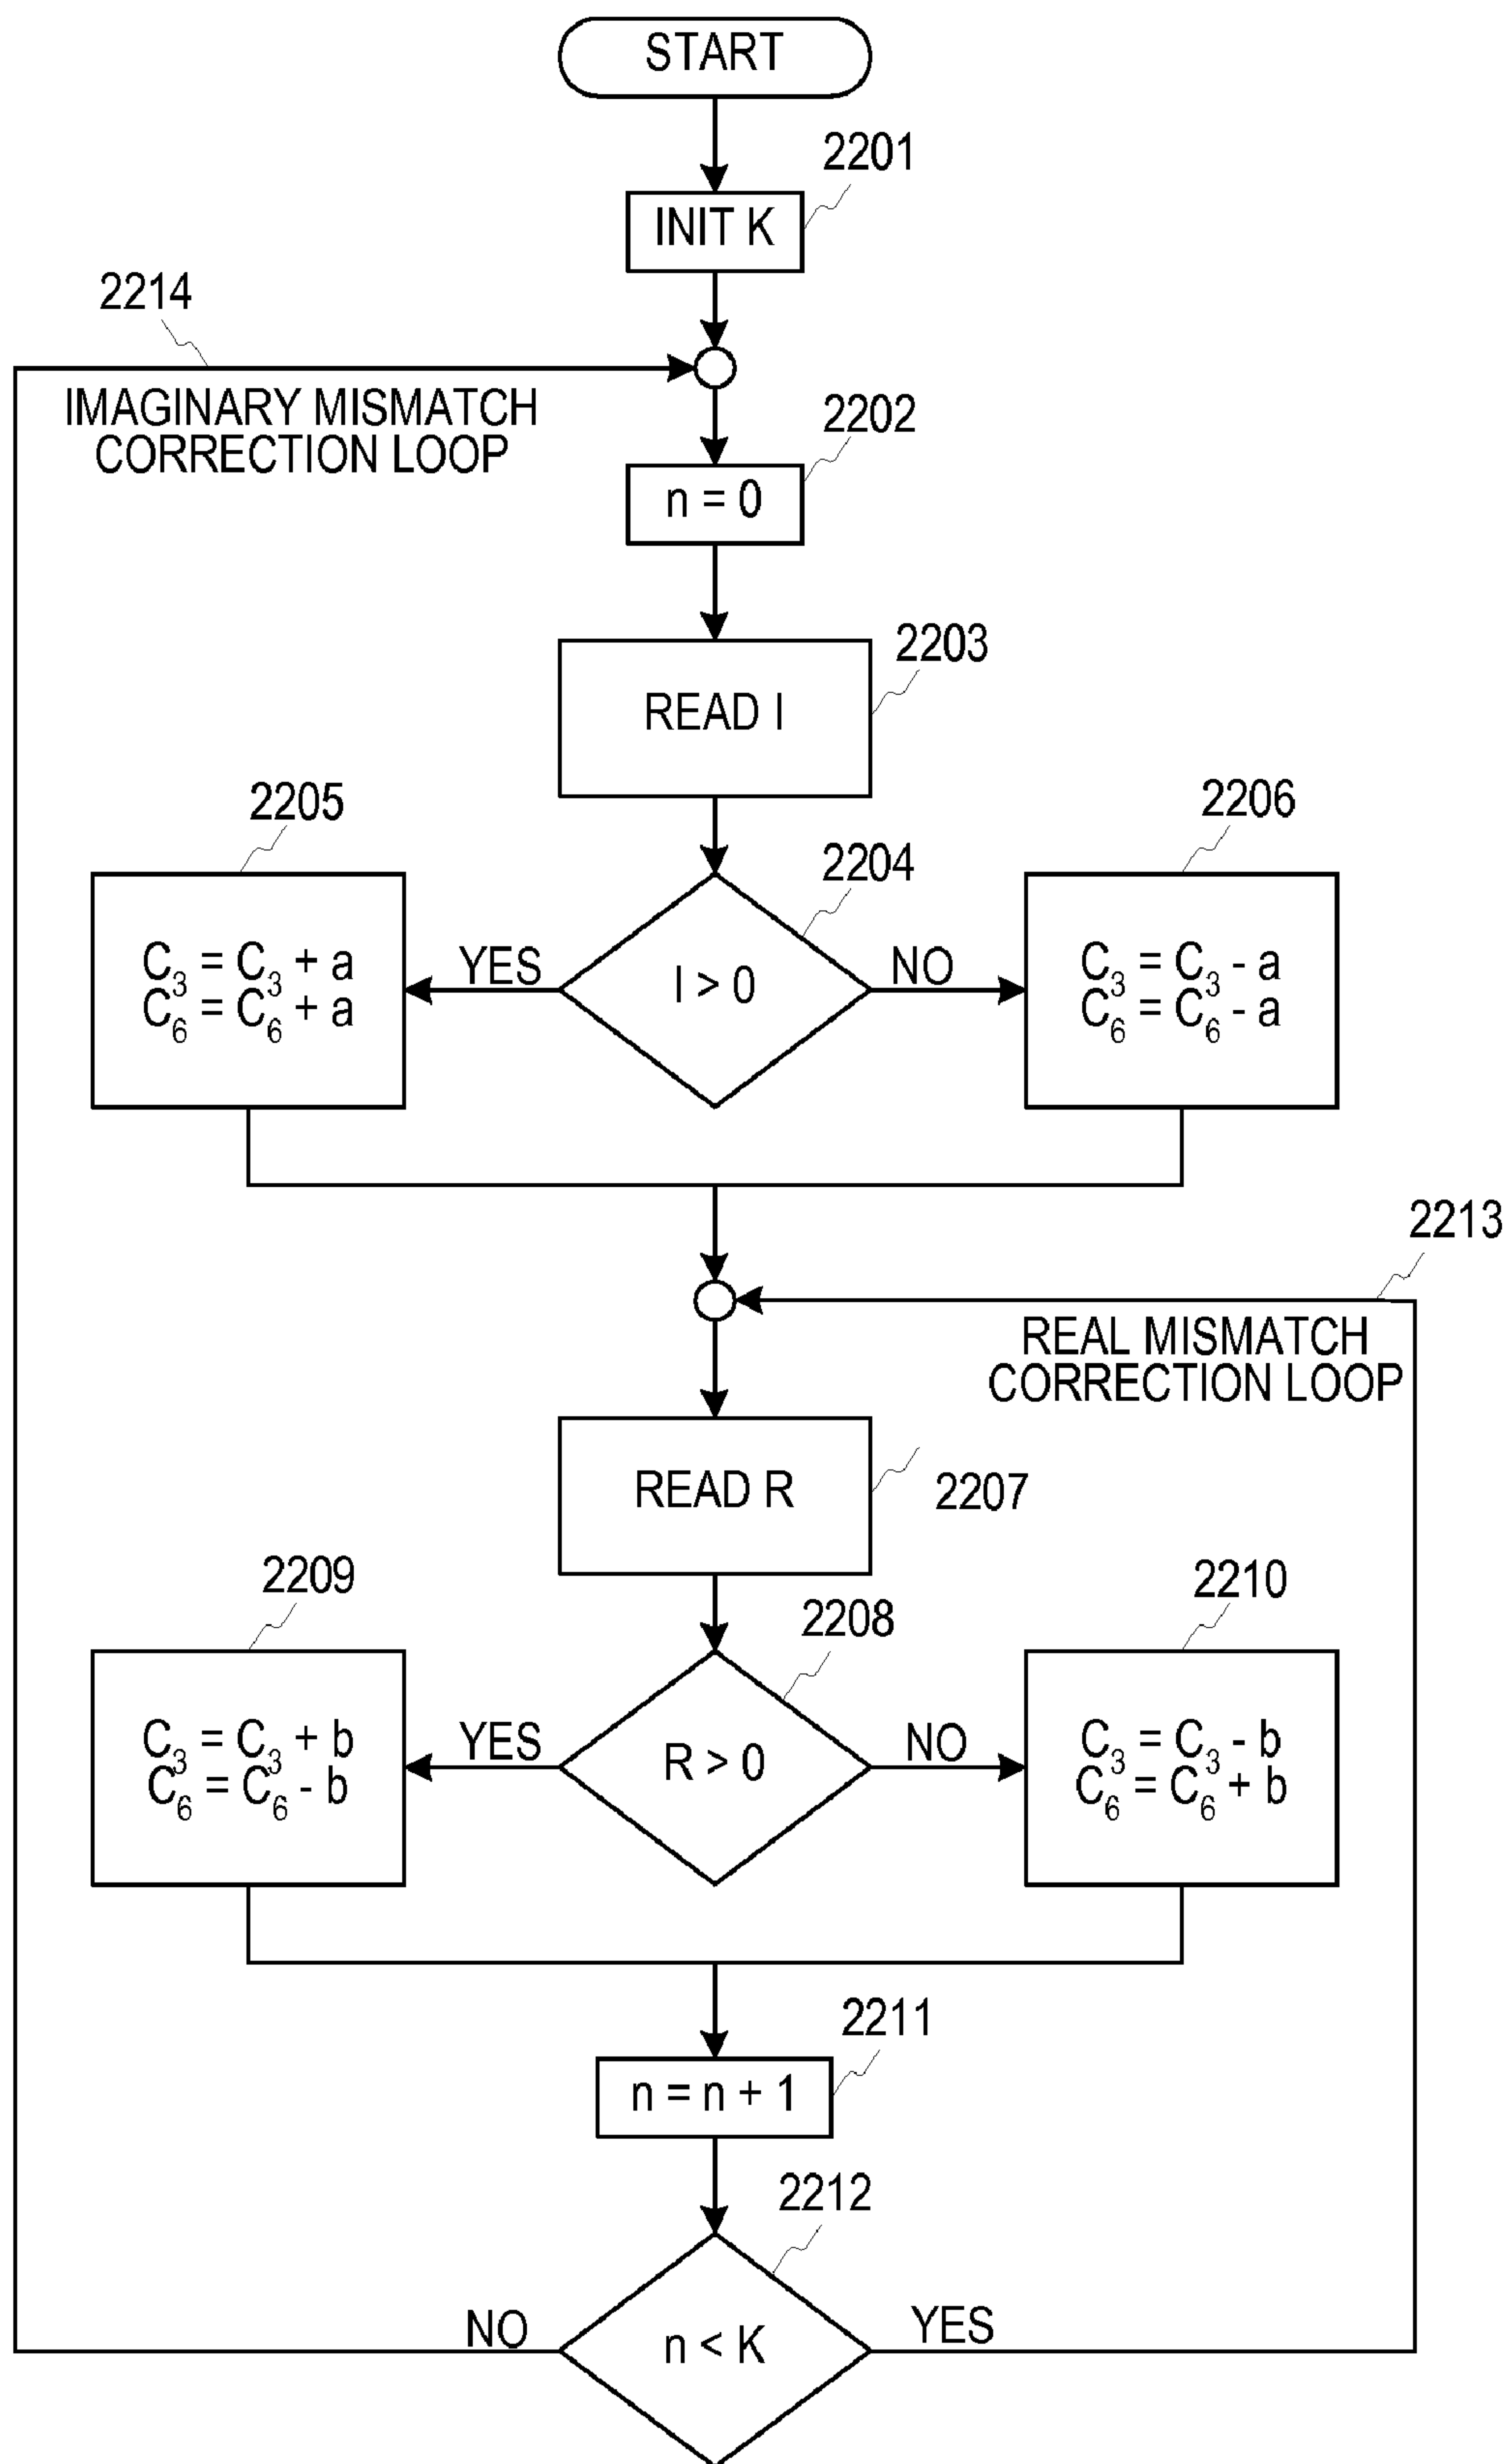 START
2201
INIT K
2214
IMAGINARY MISMATCH
CORRECTION LOOP
2202
n = 0
2203
READ I
2205
2206
2204
C₃ = C₃ + a
C₆ = C₆ + a
YES
I > 0
NO
C₃ = C₃ - a
C₆ = C₆ - a
2213
REAL MISMATCH
CORRECTION LOOP
READ R
2207
2209
2210
2208
C₃ = C₃ + b
C₆ = C₆ - b
YES
R > 0
NO
C₃ = C₃ - b
C₆ = C₆ + b
2211
n = n + 1
2212
NO
n < K
YES